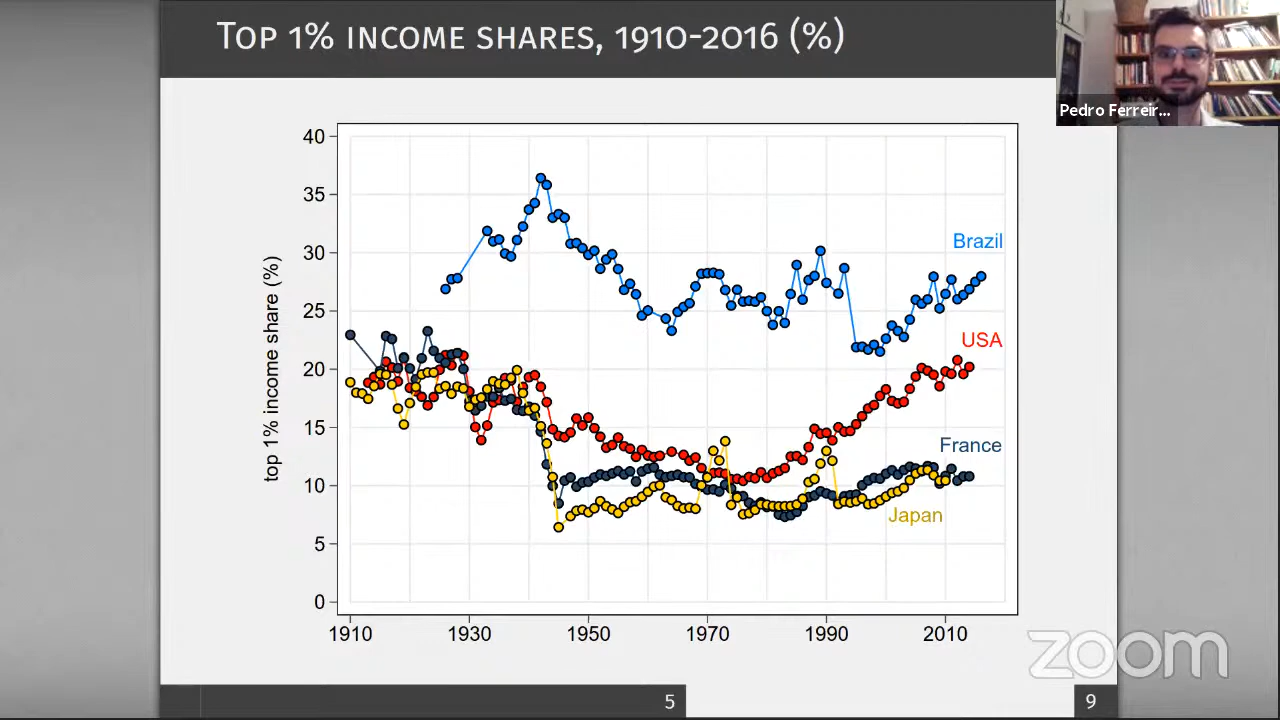 Top 1% income shares, 1910-2016 (%)
Pedro Ferreir...
40
35
30
25
20
15
10
5
0
top 1% income share (%)
Brazil
USA
France
Japan
1910
1930
1950
1970
1990
2010
zoom
5
9